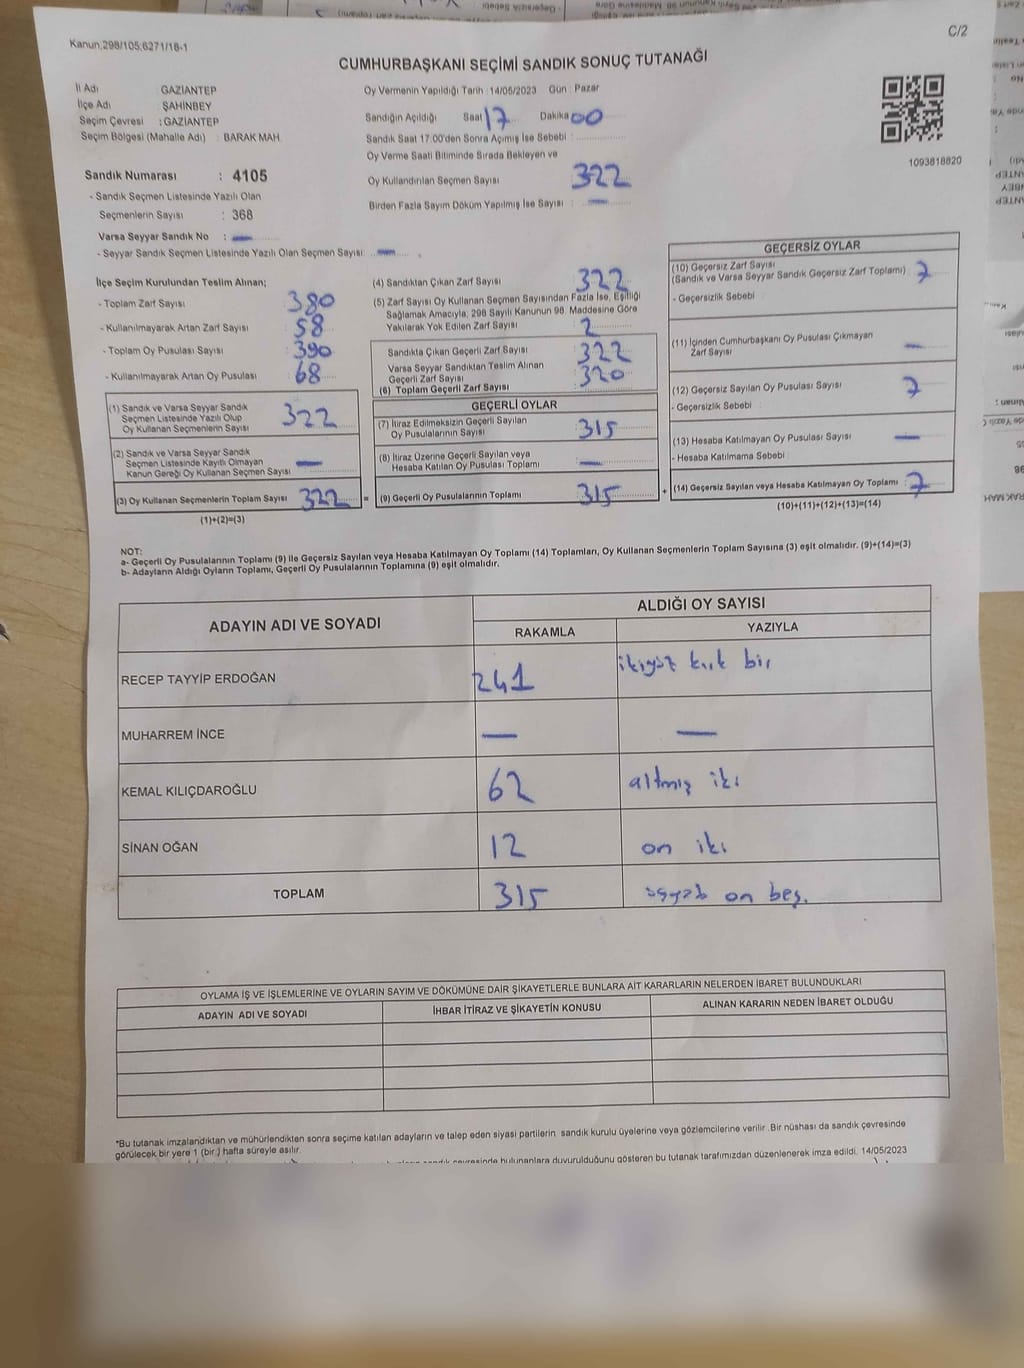 C/2
Kanun;298/105;6271/18-1
CUMHURBAŞKANI SEÇİMİ SANDIK SONUÇ TUTANAĞI
İl Adı GAZİANTEP
İlçe Adı ŞAHİNBEY
Seçim Çevresi : GAZİANTEP
Seçim Bölgesi (Mahalle Adı) : BARAK MAH.
Sandık Numarası : 4105
- Sandık Seçmen Listesinde Yazılı Olan
Seçmenlerin Sayısı : 368
Varsa Seyyar Sandık No : —
- Seyyar Sandık Seçmen Listesinde Yazılı Olan Seçmen Sayısı: —
Oy Vermenin Yapıldığı Tarih : 14/05/2023 Gün : Pazar
Sandığın Açıldığı Saat 17 Dakika 00
Sandık Saat 17:00'den Sonra Açmış İse Sebebi :
Oy Verme Saati Bitiminde Sırada Bekleyen ve
Oy Kullandırılan Seçmen Sayısı 322
Birden Fazla Sayım Döküm Yapılmış İse Sayısı : —
1093818820
İlçe Seçim Kurulundan Teslim Alınan;
- Toplam Zarf Sayısı : 380
- Kullanılmayarak Artan Zarf Sayısı : 58
- Toplam Oy Pusulası Sayısı : 390
- Kullanılmayarak Artan Oy Pusulası : 68
(1) Sandık ve Varsa Seyyar Sandık
Seçmen Listesinde Yazılı Olup
Oy Kullanan Seçmenlerin Sayısı : 322
(2) Sandık ve Varsa Seyyar Sandık
Seçmen Listesinde Kayıtlı Olmayan
Kanun Gereği Oy Kullanan Seçmen Sayısı : —
(3) Oy Kullanan Seçmenlerin Toplam Sayısı : 322 =
(1)+(2)=(3)
(4) Sandıktan Çıkan Zarf Sayısı : 322
(5) Zarf Sayısı Oy Kullanan Seçmen Sayısından Fazla İse, Eşitliği
Sağlamak Amacıyla; 298 Sayılı Kanunun 98. Maddesine Göre
Yakılarak Yok Edilen Zarf Sayısı : 2
Sandıkta Çıkan Geçerli Zarf Sayısı : 322
Varsa Seyyar Sandıktan Teslim Alınan
Geçerli Zarf Sayısı : 320
(6) Toplam Geçerli Zarf Sayısı
GEÇERLİ OYLAR
(7) İtiraz Edilmeksizin Geçerli Sayılan
Oy Pusulalarının Sayısı : 315
(8) İtiraz Üzerine Geçerli Sayılan veya
Hesaba Katılan Oy Pusulası Toplamı : —
(9) Geçerli Oy Pusulalarının Toplamı : 315 +
GEÇERSİZ OYLAR
(10) Geçersiz Zarf Sayısı
(Sandık ve Varsa Seyyar Sandık Geçersiz Zarf Toplamı) : 7
- Geçersizlik Sebebi :
(11) İçinden Cumhurbaşkanı Oy Pusulası Çıkmayan
Zarf Sayısı : —
(12) Geçersiz Sayılan Oy Pusulası Sayısı : 7
- Geçersizlik Sebebi :
(13) Hesaba Katılmayan Oy Pusulası Sayısı : —
- Hesaba Katılmama Sebebi :
(14) Geçersiz Sayılan veya Hesaba Katılmayan Oy Toplamı : 7
(10)+(11)+(12)+(13)=(14)
NOT:
a- Geçerli Oy Pusulalarının Toplamı (9) ile Geçersiz Sayılan veya Hesaba Katılmayan Oy Toplamı (14) Toplamları, Oy Kullanan Seçmenlerin Toplam Sayısına (3) eşit olmalıdır. (9)+(14)=(3)
b- Adayların Aldığı Oyların Toplamı, Geçerli Oy Pusulalarının Toplamına (9) eşit olmalıdır.
ADAYIN ADI VE SOYADI ALDIĞI OY SAYISI
RAKAMLA YAZIYLA
RECEP TAYYİP ERDOĞAN 241 ikiyüz kırk bir
MUHARREM İNCE — —
KEMAL KILIÇDAROĞLU 62 altmış iki
SİNAN OĞAN 12 on iki
TOPLAM 315 on beş.
OYLAMA İŞ VE İŞLEMLERİNE VE OYLARIN SAYIM VE DÖKÜMÜNE DAİR ŞİKAYETLERLE BUNLARA AİT KARARLARIN NELERDEN İBARET BULUNDUKLARI
ADAYIN ADI VE SOYADI İHBAR İTİRAZ VE ŞİKAYETİN KONUSU ALINAN KARARIN NEDEN İBARET OLDUĞU
*Bu tutanak imzalandıktan ve mühürlendikten sonra seçime katılan adayların ve talep eden siyasi partilerin sandık kurulu üyelerine veya gözlemcilerine verilir. Bir nüshası da sandık çevresinde
görülecek bir yere 1 (bir ) hafta süreyle asılır.
sandık çevresinde bulunanlara duyurulduğunu gösteren bu tutanak tarafımızdan düzenlenerek imza edildi. 14/05/2023